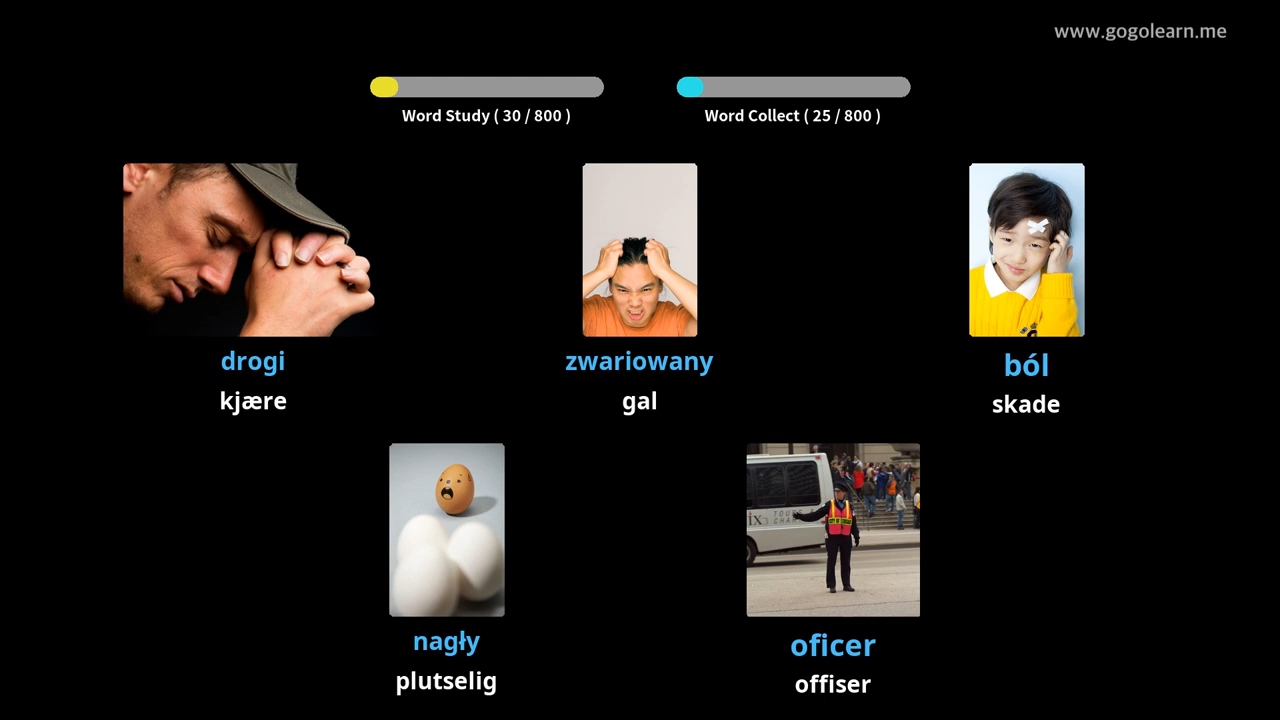 www.gogolearn.me
Word Study ( 30 / 800 )
Word Collect ( 25 / 800 )
drogi
kjære
zwariowany
gal
ból
skade
nagły
plutselig
oficer
offiser